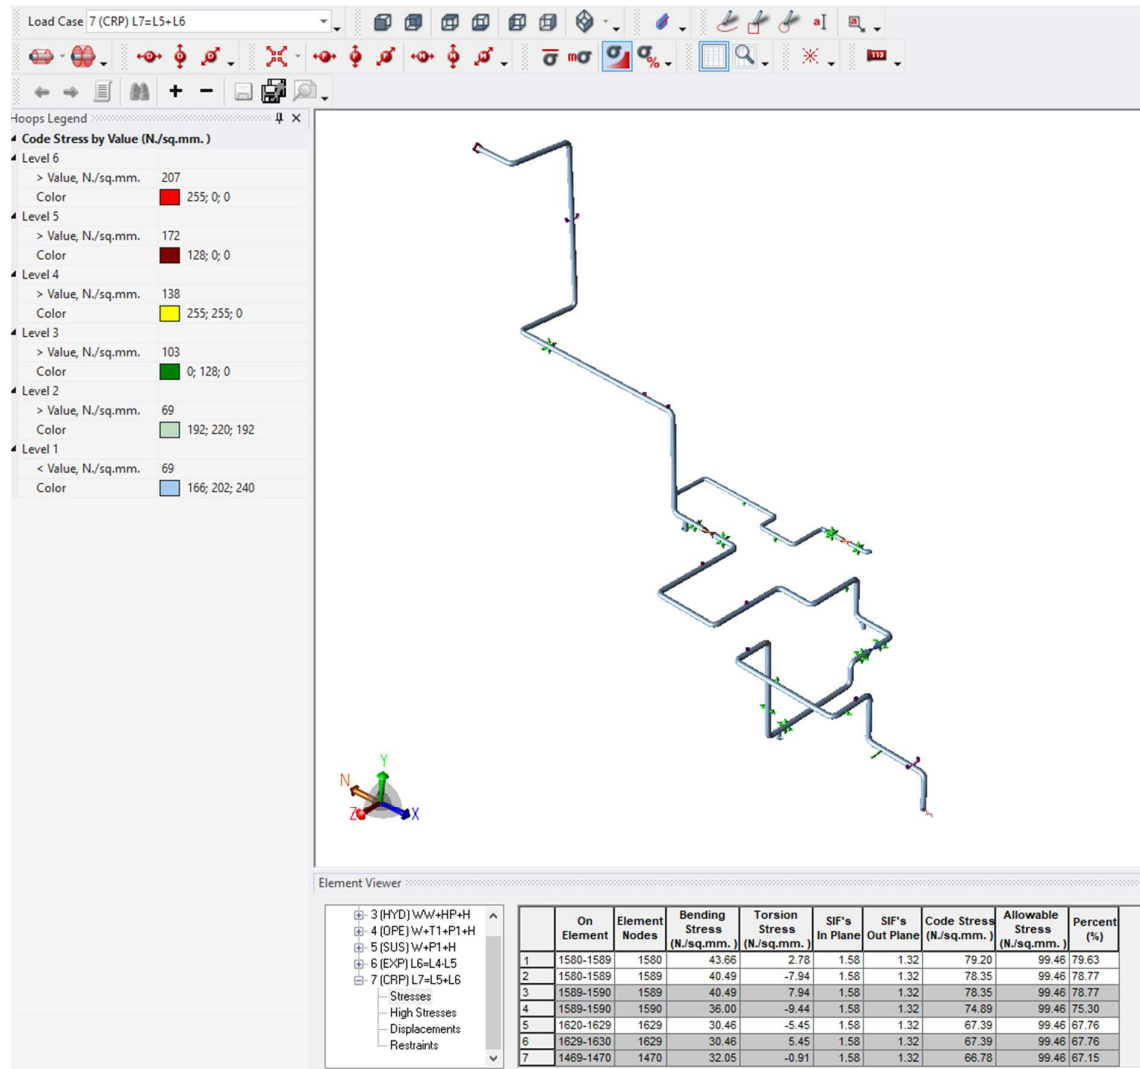 Load Case 7 (CRP) L7=L5+L6
Hoops Legend
Code Stress by Value (N./sq.mm. )
Level 6
> Value, N./sq.mm. 207
Color 255; 0; 0
Level 5
> Value, N./sq.mm. 172
Color 128; 0; 0
Level 4
> Value, N./sq.mm. 138
Color 255; 255; 0
Level 3
> Value, N./sq.mm. 103
Color 0; 128; 0
Level 2
> Value, N./sq.mm. 69
Color 192; 220; 192
Level 1
< Value, N./sq.mm. 69
Color 166; 202; 240
Y
N
Z
X
Element Viewer
3 (HYD) WW+HP+H
4 (OPE) W+T1+P1+H
5 (SUS) W+P1+H
6 (EXP) L6=L4-L5
7 (CRP) L7=L5+L6
Stresses
High Stresses
Displacements
Restraints
On Element Element Nodes Bending Stress (N./sq.mm. ) Torsion Stress (N./sq.mm. ) SIF's In Plane SIF's Out Plane Code Stress (N./sq.mm. ) Allowable Stress (N./sq.mm. ) Percent (%)
1 1580-1589 1580 43.66 2.78 1.58 1.32 79.20 99.46 79.63
2 1580-1589 1589 40.49 -7.94 1.58 1.32 78.35 99.46 78.77
3 1589-1590 1589 40.49 7.94 1.58 1.32 78.35 99.46 78.77
4 1589-1590 1590 36.00 -9.44 1.58 1.32 74.89 99.46 75.30
5 1620-1629 1629 30.46 -5.45 1.58 1.32 67.39 99.46 67.76
6 1629-1630 1629 30.46 5.45 1.58 1.32 67.39 99.46 67.76
7 1469-1470 1470 32.05 -0.91 1.58 1.32 66.78 99.46 67.15